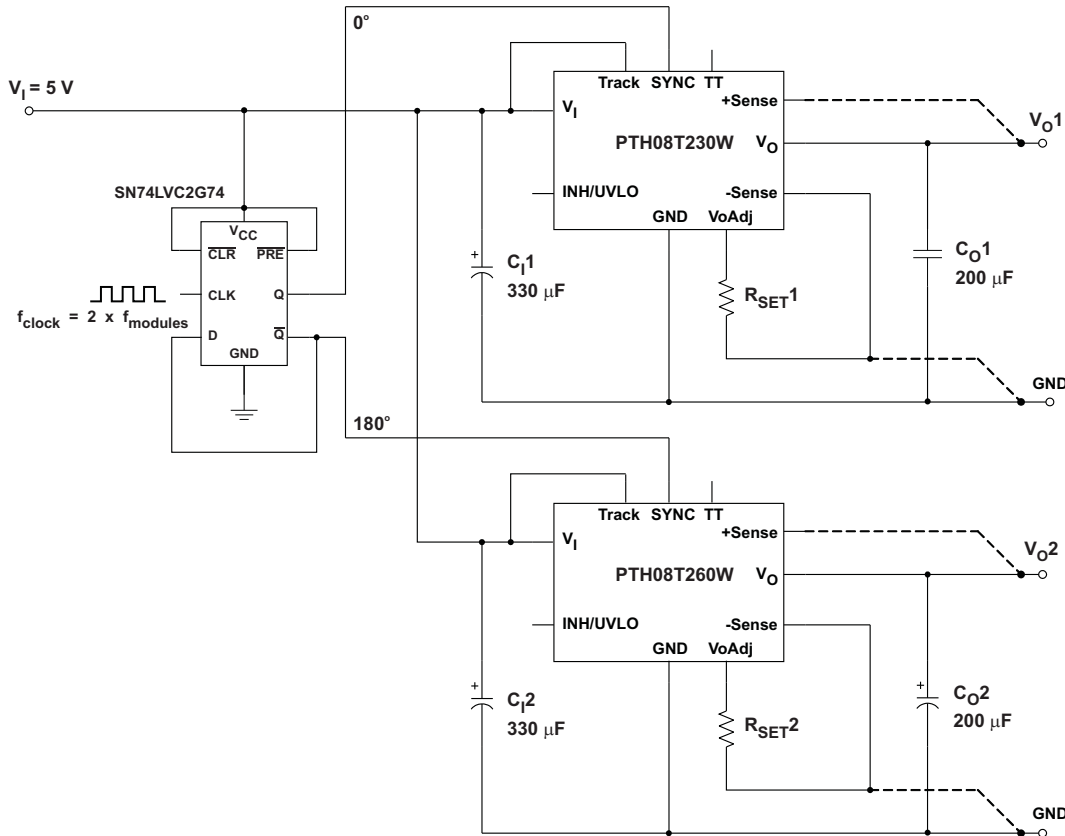 0°
V_I = 5 V
Track SYNC TT
+Sense
V_I
V_O1
PTH08T230W
V_O
SN74LVC2G74
INH/UVLO
-Sense
GND VoAdj
V_CC
C̅L̅R̅ P̅R̅E̅
C_I1
330 μF
C_O1
200 μF
R_SET1
CLK Q
f_clock = 2 x f_modules
D Q̅
GND
GND
180°
Track SYNC TT
+Sense
V_I
V_O2
PTH08T260W
V_O
INH/UVLO
-Sense
GND VoAdj
C_I2
330 μF
R_SET2
C_O2
200 μF
GND